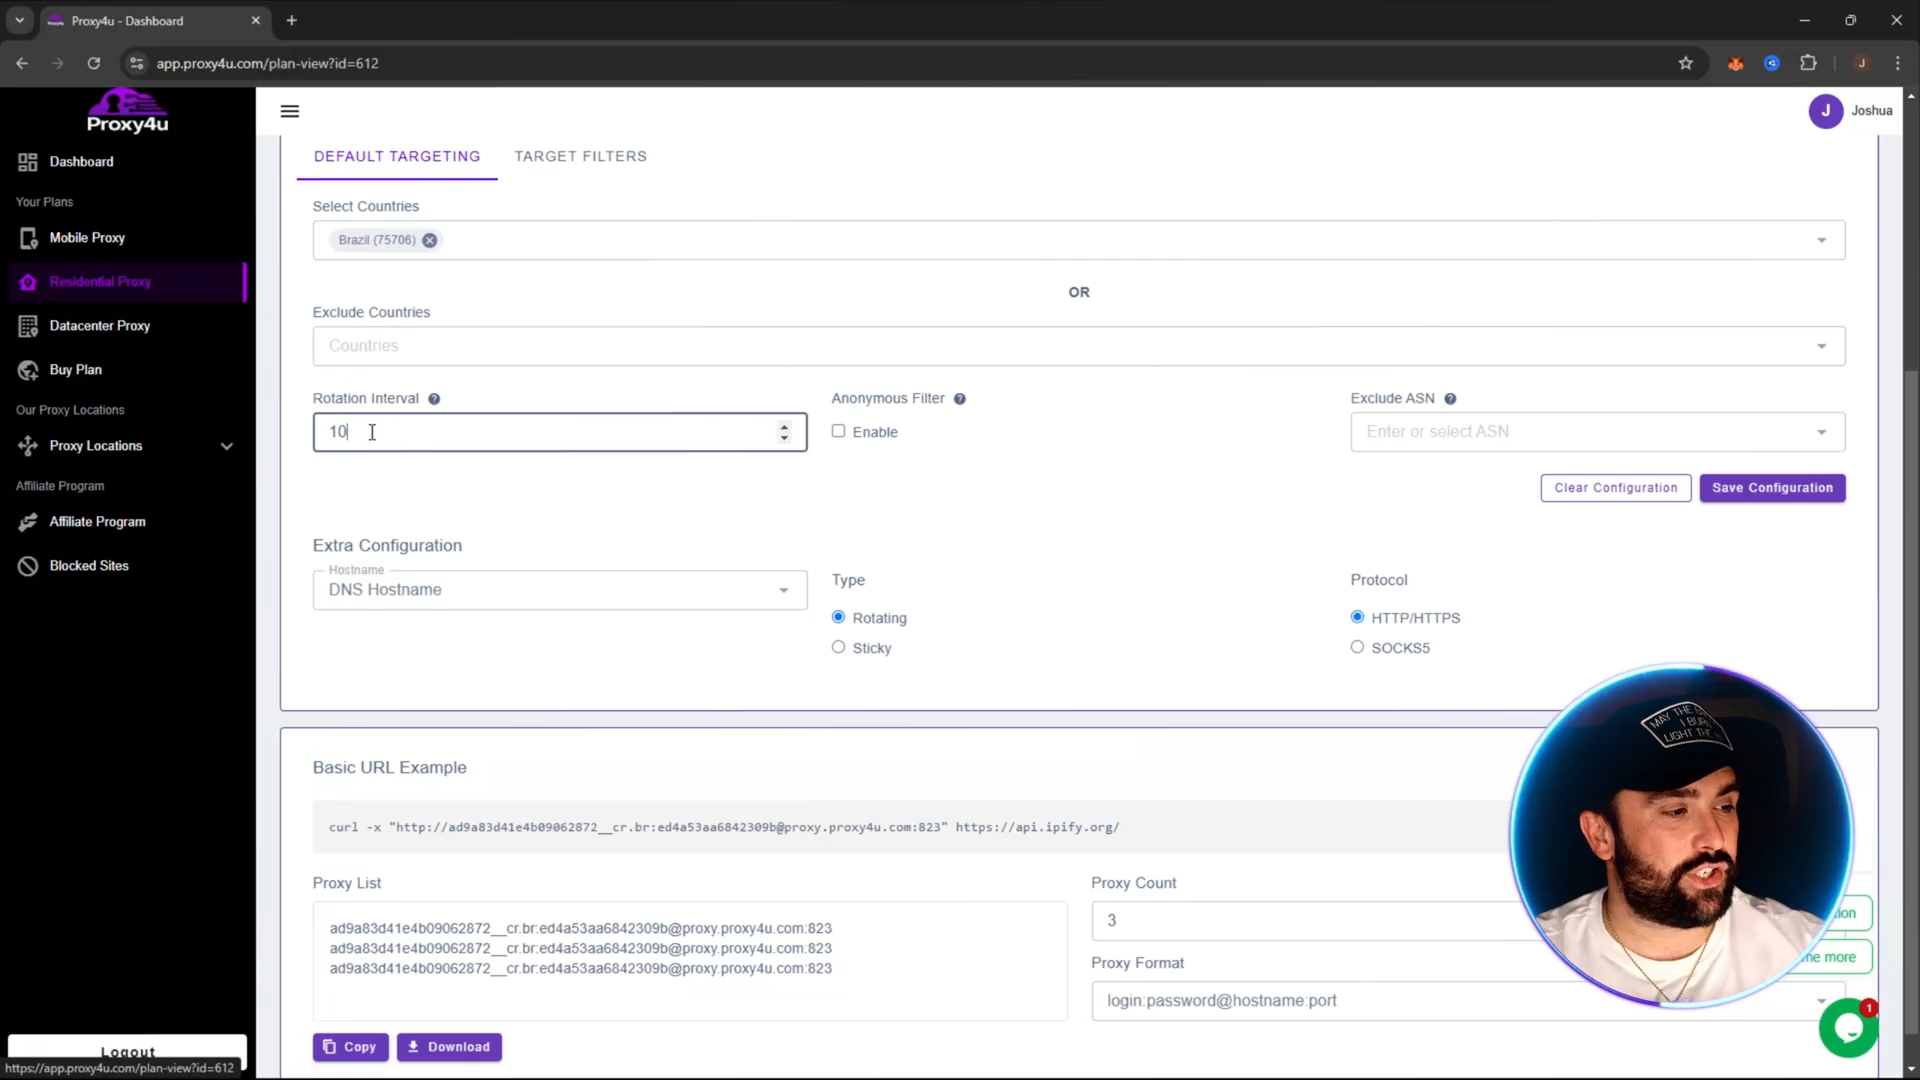 Proxy4u - Dashboard
app.proxy4u.com/plan-view?id=612
J
Proxy4u
J Joshua
Dashboard
Your Plans
Mobile Proxy
Residential Proxy
Datacenter Proxy
Buy Plan
Our Proxy Locations
Proxy Locations
Affiliate Program
Affiliate Program
Blocked Sites
Logout
https://app.proxy4u.com/plan-view?id=612
DEFAULT TARGETING TARGET FILTERS
Select Countries
Brazil (75706)
OR
Exclude Countries
Countries
Rotation Interval Anonymous Filter Exclude ASN
10 Enable Enter or select ASN
Clear Configuration Save Configuration
Extra Configuration
Hostname
DNS Hostname
Type
Rotating
Sticky
Protocol
HTTP/HTTPS
SOCKS5
Basic URL Example
curl -x "http://ad9a83d41e4b09062872__cr.br:ed4a53aa6842309b@proxy.proxy4u.com:823" https://api.ipify.org/
Proxy List
ad9a83d41e4b09062872__cr.br:ed4a53aa6842309b@proxy.proxy4u.com:823
ad9a83d41e4b09062872__cr.br:ed4a53aa6842309b@proxy.proxy4u.com:823
ad9a83d41e4b09062872__cr.br:ed4a53aa6842309b@proxy.proxy4u.com:823
Copy Download
Proxy Count
3
Proxy Format
login:password@hostname:port
MAY THE
I BURN
LIGHT THE
more
1